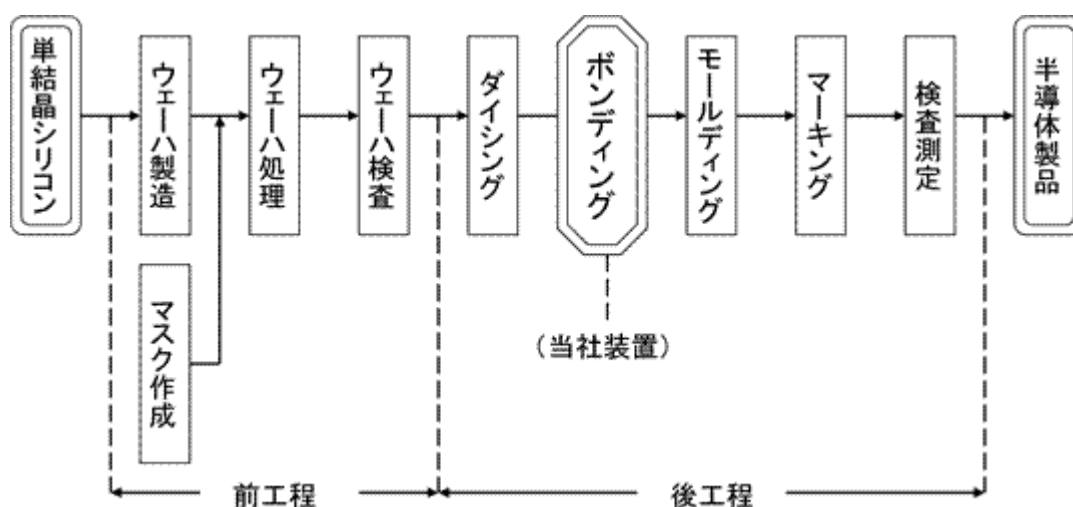 単結晶シリコン
ウェーハ製造
ウェーハ処理
ウェーハ検査
ダイシング
ボンディング
モールディング
マーキング
検査測定
半導体製品
マスク作成
（当社装置）
前工程
後工程